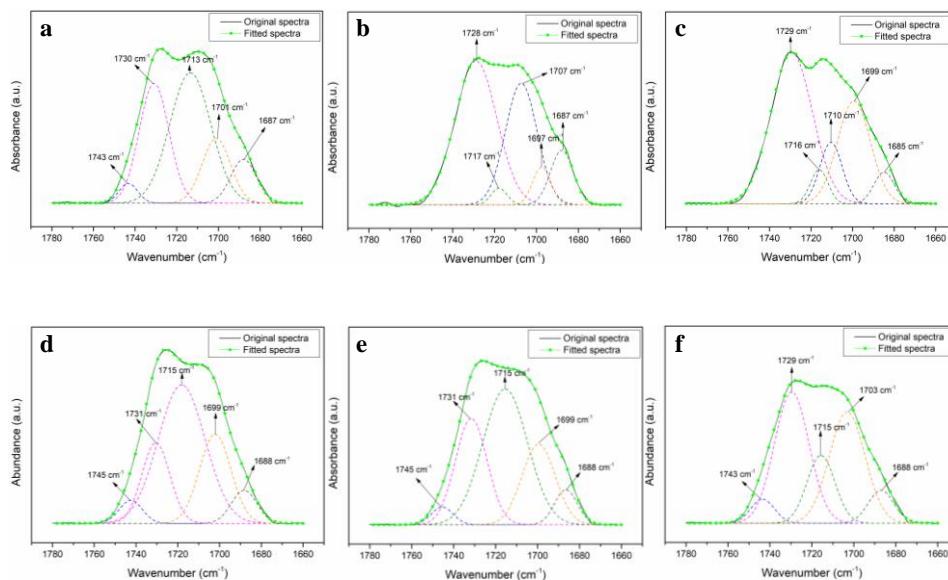 a
Original spectra
Fitted spectra
1730 cm⁻¹
1713 cm⁻¹
1701 cm⁻¹
1687 cm⁻¹
1743 cm⁻¹
Absorbance (a.u.)
1780 1760 1740 1720 1700 1680 1660
Wavenumber (cm⁻¹)
b
Original spectra
Fitted spectra
1728 cm⁻¹
1707 cm⁻¹
1687 cm⁻¹
1697 cm⁻¹
1717 cm⁻¹
Absorbance (a.u.)
1780 1760 1740 1720 1700 1680 1660
Wavenumber (cm⁻¹)
c
Original spectra
Fitted spectra
1729 cm⁻¹
1699 cm⁻¹
1710 cm⁻¹
1716 cm⁻¹
1685 cm⁻¹
Absorbance (a.u.)
1780 1760 1740 1720 1700 1680 1660
Wavenumber (cm⁻¹)
d
Original spectra
Fitted spectra
1715 cm⁻¹
1731 cm⁻¹
1699 cm⁻¹
1745 cm⁻¹
1688 cm⁻¹
Abundance (a.u.)
1780 1760 1740 1720 1700 1680 1660
Wavenumber (cm⁻¹)
e
Original spectra
Fitted spectra
1715 cm⁻¹
1731 cm⁻¹
1699 cm⁻¹
1745 cm⁻¹
1688 cm⁻¹
Absorbance (a.u.)
1780 1760 1740 1720 1700 1680 1660
Wavenumber (cm⁻¹)
f
Original spectra
Fitted spectra
1729 cm⁻¹
1703 cm⁻¹
1715 cm⁻¹
1743 cm⁻¹
1688 cm⁻¹
Abundance (a.u.)
1780 1760 1740 1720 1700 1680 1660
Wavenumber (cm⁻¹)